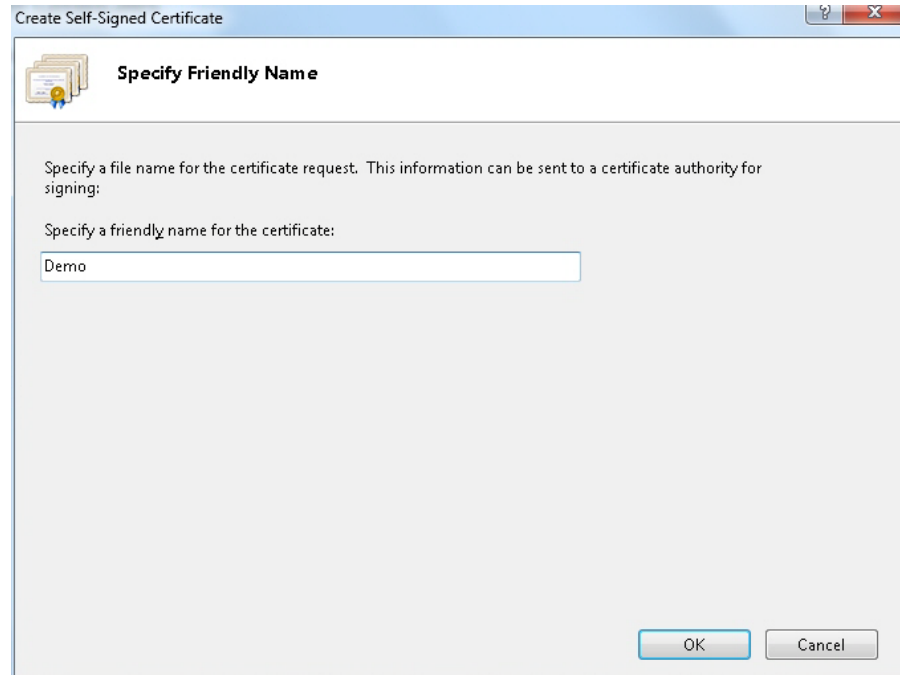 Create Self-Signed Certificate
?
Specify Friendly Name
Specify a file name for the certificate request.  This information can be sent to a certificate authority for
signing:
Specify a friendly name for the certificate:
Demo
OK Cancel